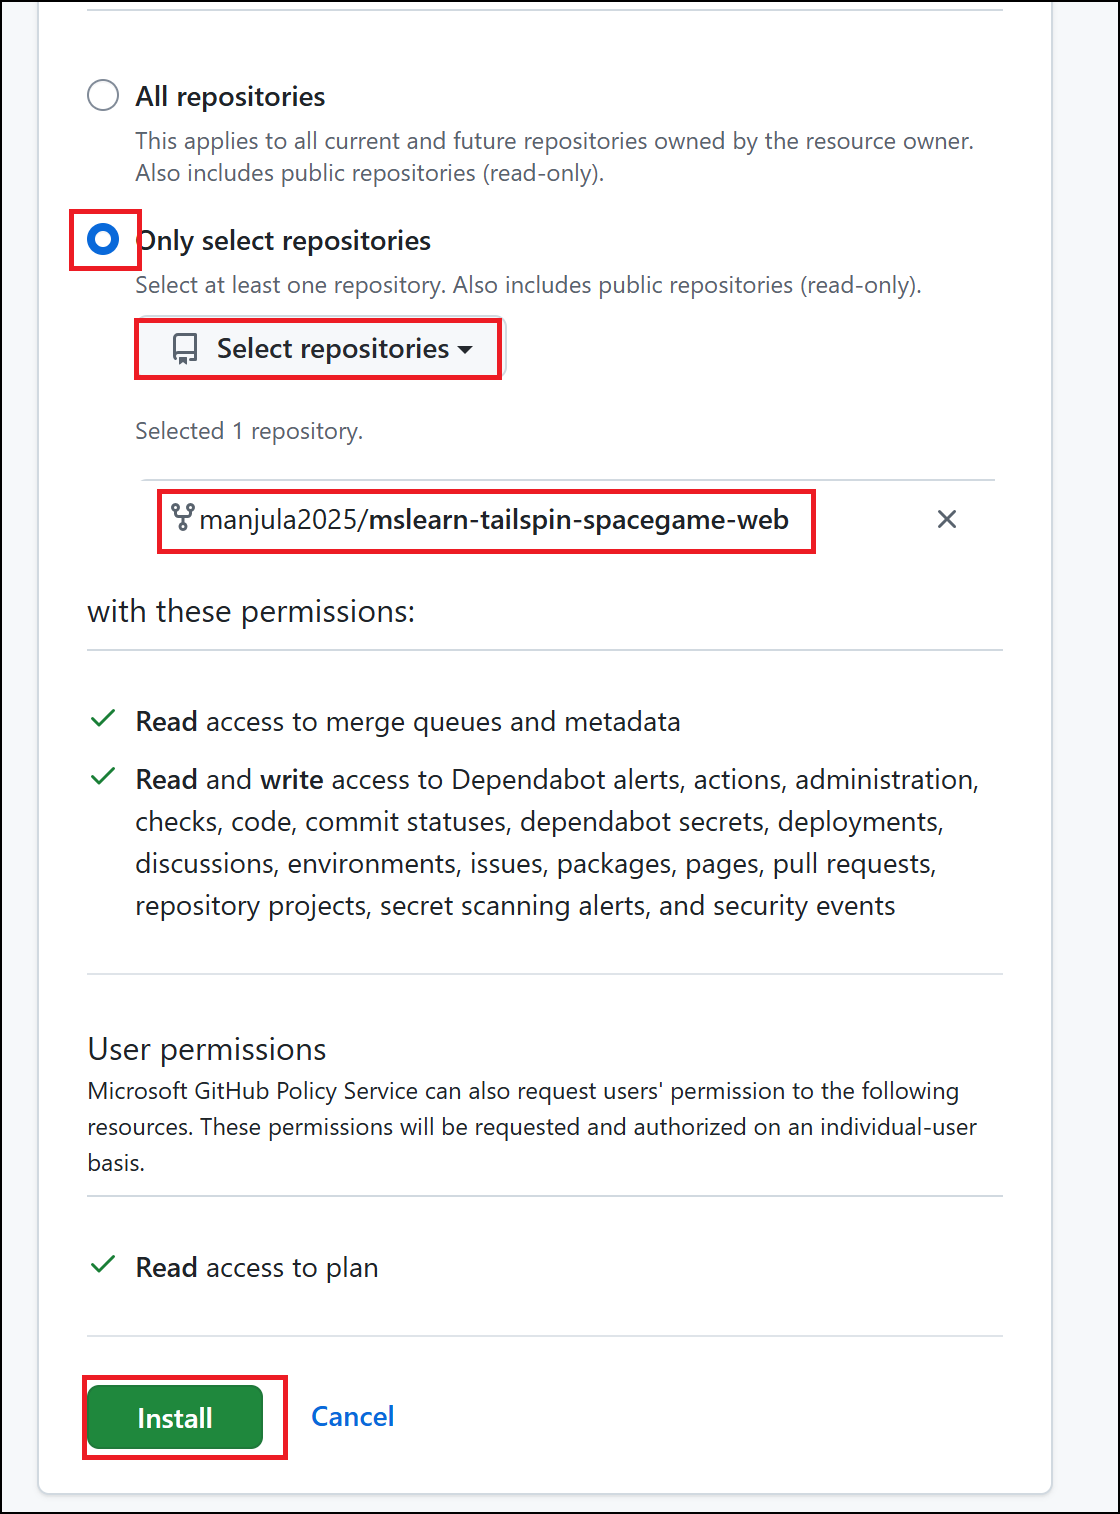 All repositories
This applies to all current and future repositories owned by the resource owner.
Also includes public repositories (read-only).
Only select repositories
Select at least one repository. Also includes public repositories (read-only).
Select repositories
Selected 1 repository.
manjula2025/mslearn-tailspin-spacegame-web
with these permissions:
Read access to merge queues and metadata
Read and write access to Dependabot alerts, actions, administration,
checks, code, commit statuses, dependabot secrets, deployments,
discussions, environments, issues, packages, pages, pull requests,
repository projects, secret scanning alerts, and security events
User permissions
Microsoft GitHub Policy Service can also request users' permission to the following
resources. These permissions will be requested and authorized on an individual-user
basis.
Read access to plan
Install Cancel